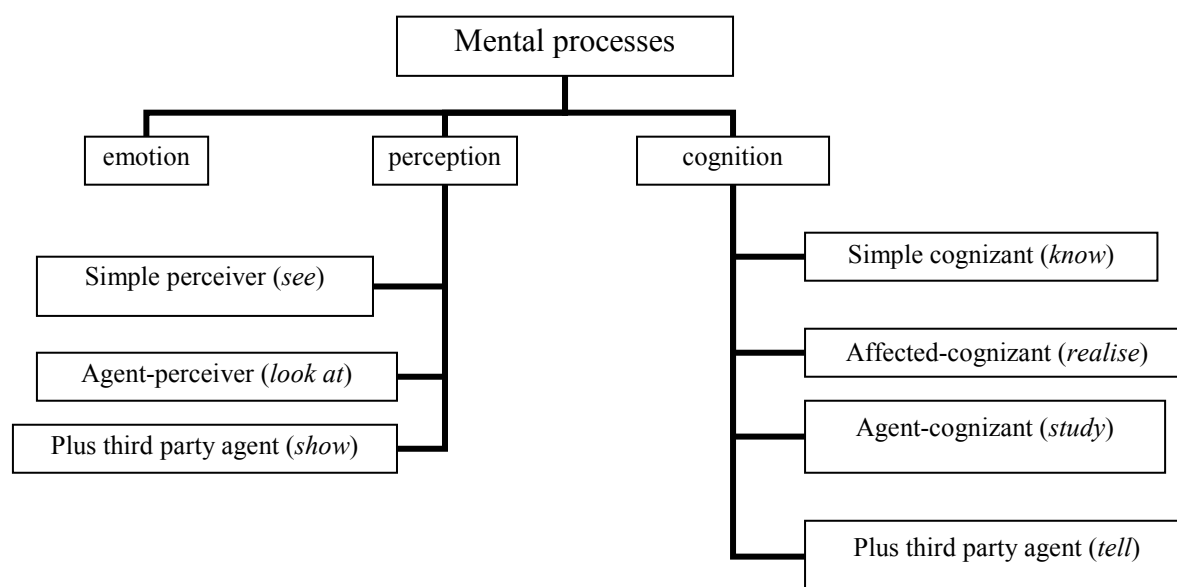 Mental processes
emotion
perception
cognition
Simple perceiver (see)
Agent-perceiver (look at)
Plus third party agent (show)
Simple cognizant (know)
Affected-cognizant (realise)
Agent-cognizant (study)
Plus third party agent (tell)